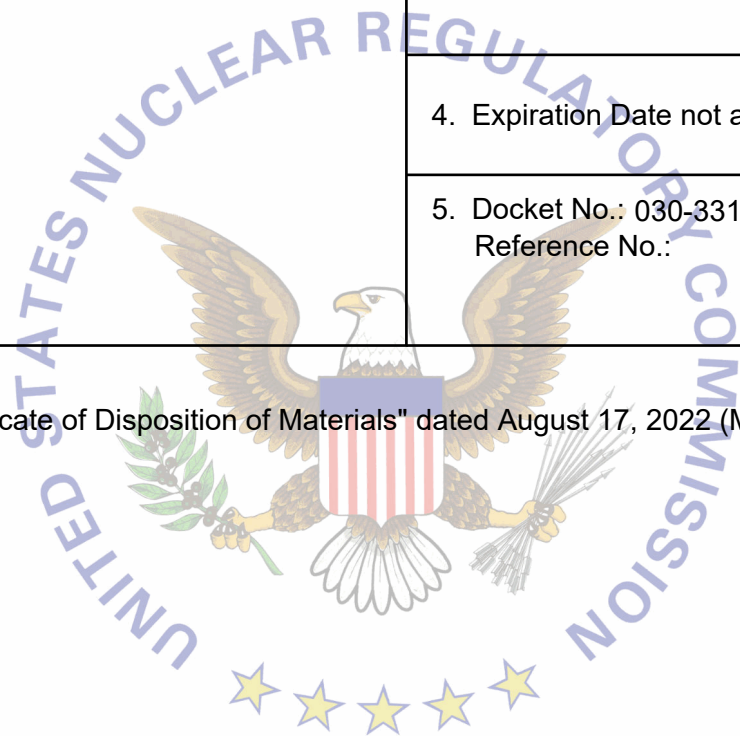 UNITED STATES NUCLEAR REGULATORY COMMISSION
4. Expiration Date not a
5. Docket No.: 030-331
Reference No.:
cate of Disposition of Materials" dated August 17, 2022 (M